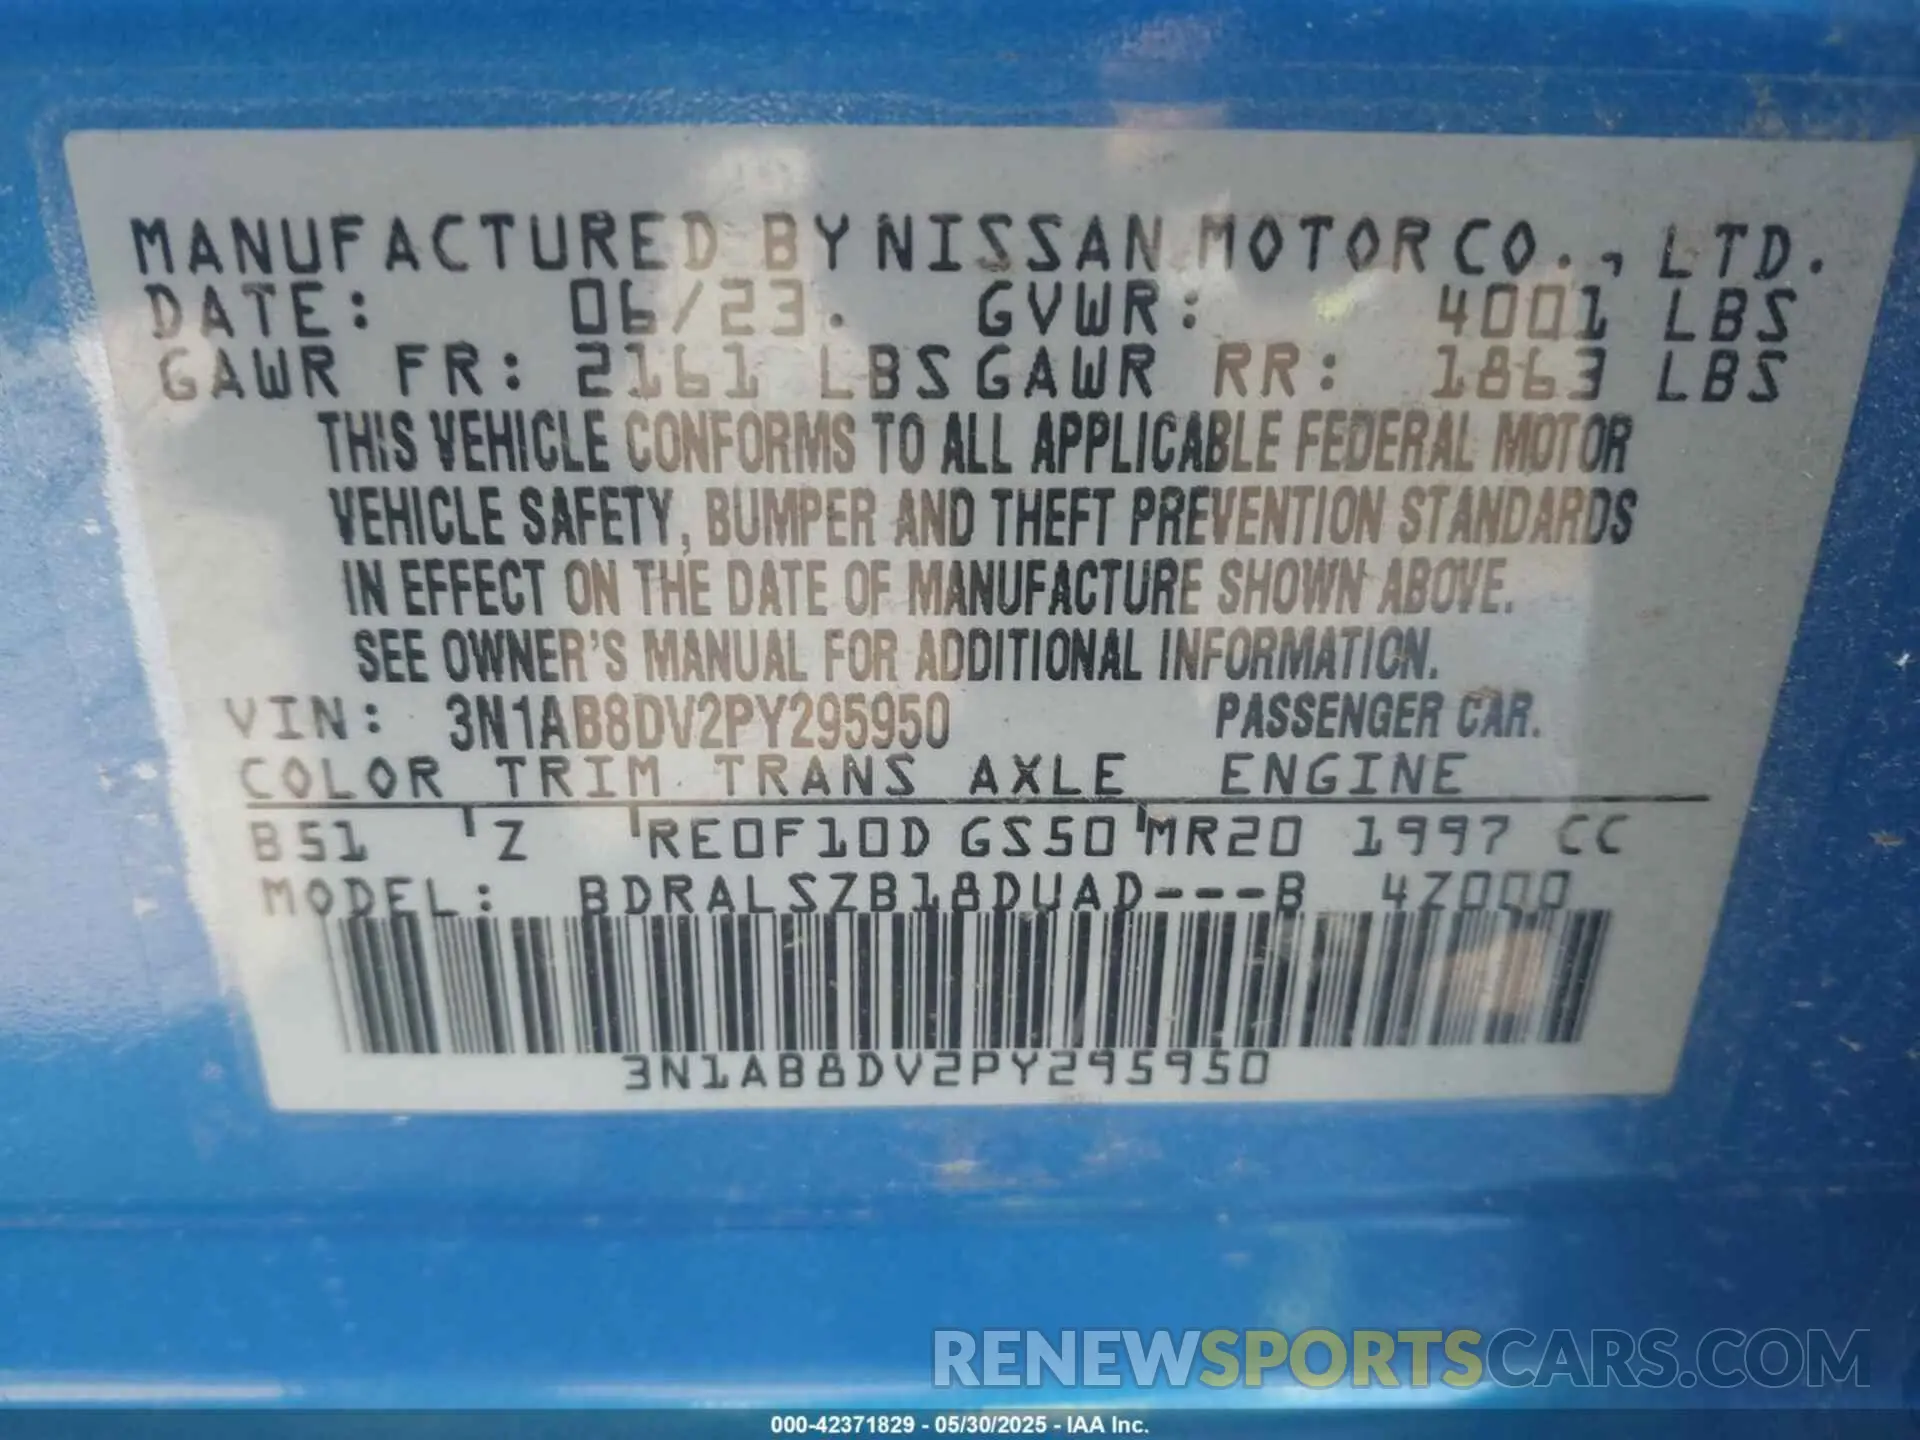 MANUFACTURED BY NISSAN MOTOR CO., LTD.
DATE: 06/23. GVWR: 4001 LBS
GAWR FR: 2161 LBS GAWR RR: 1863 LBS
THIS VEHICLE CONFORMS TO ALL APPLICABLE FEDERAL MOTOR
VEHICLE SAFETY, BUMPER AND THEFT PREVENTION STANDARDS
IN EFFECT ON THE DATE OF MANUFACTURE SHOWN ABOVE.
SEE OWNER'S MANUAL FOR ADDITIONAL INFORMATION.
VIN: 3N1AB8DV2PY295950 PASSENGER CAR.
COLOR TRIM TRANS AXLE ENGINE
B51 Z RE0F10D GS50 MR20 1997 CC
MODEL: BDRALSZB18DUAD---B 4Z000
3N1AB8DV2PY295950
RENEWSPORTSCARS.COM
000-42371829 - 05/30/2025 - IAA Inc.